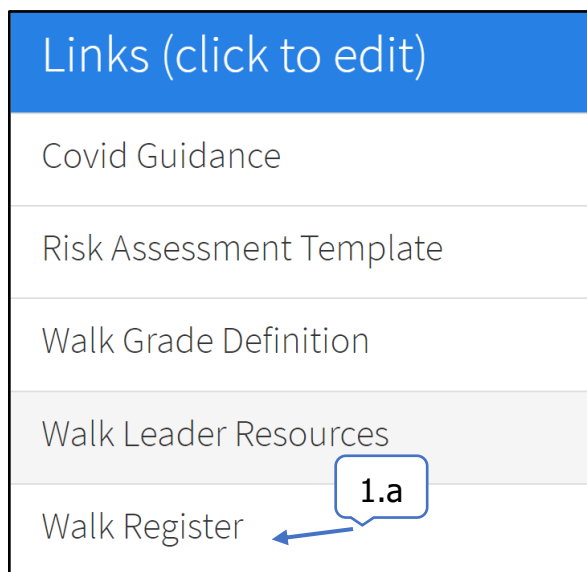 Links (click to edit)
Covid Guidance
Risk Assessment Template
Walk Grade Definition
Walk Leader Resources
1.a
Walk Register